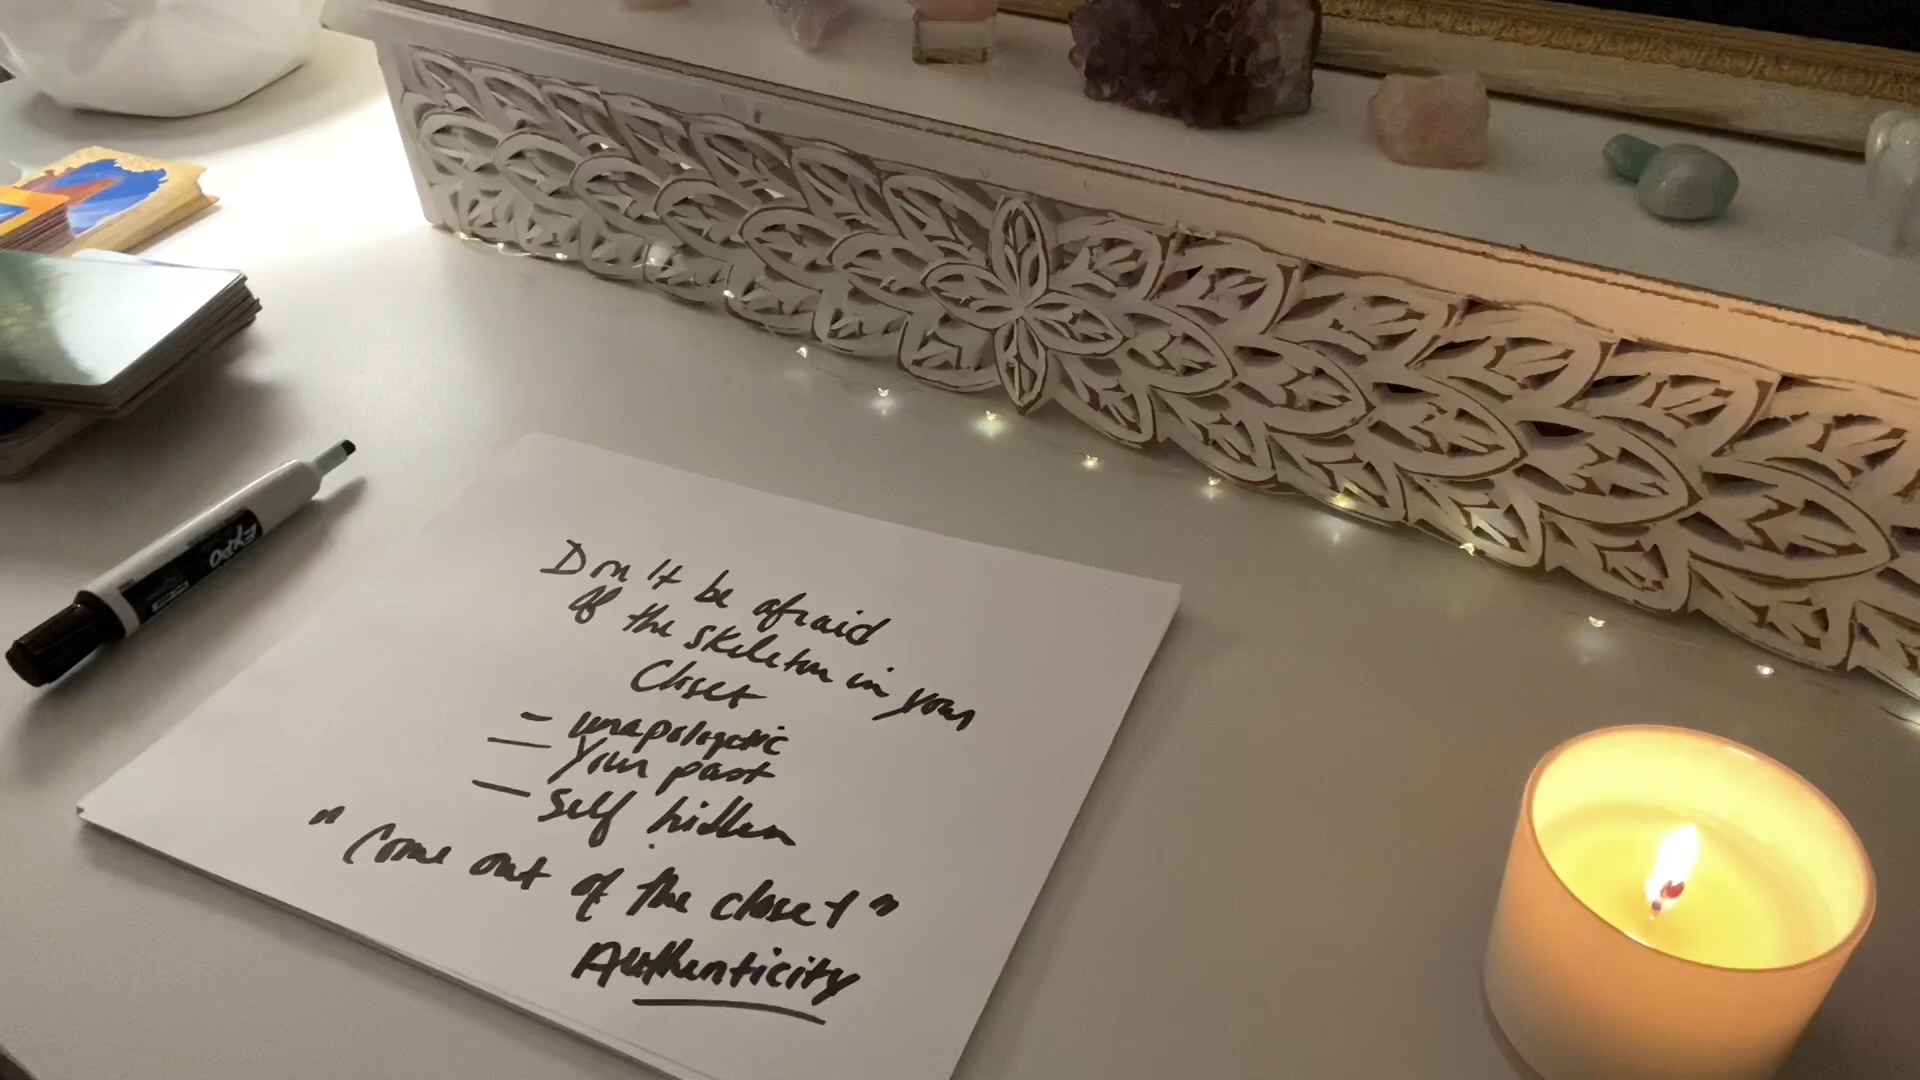 EXPO
Don't be afraid
of the skeleton in your
Closet
= unapologetic
— Your past
— self hidden
"Come out of the closet"
Authenticity